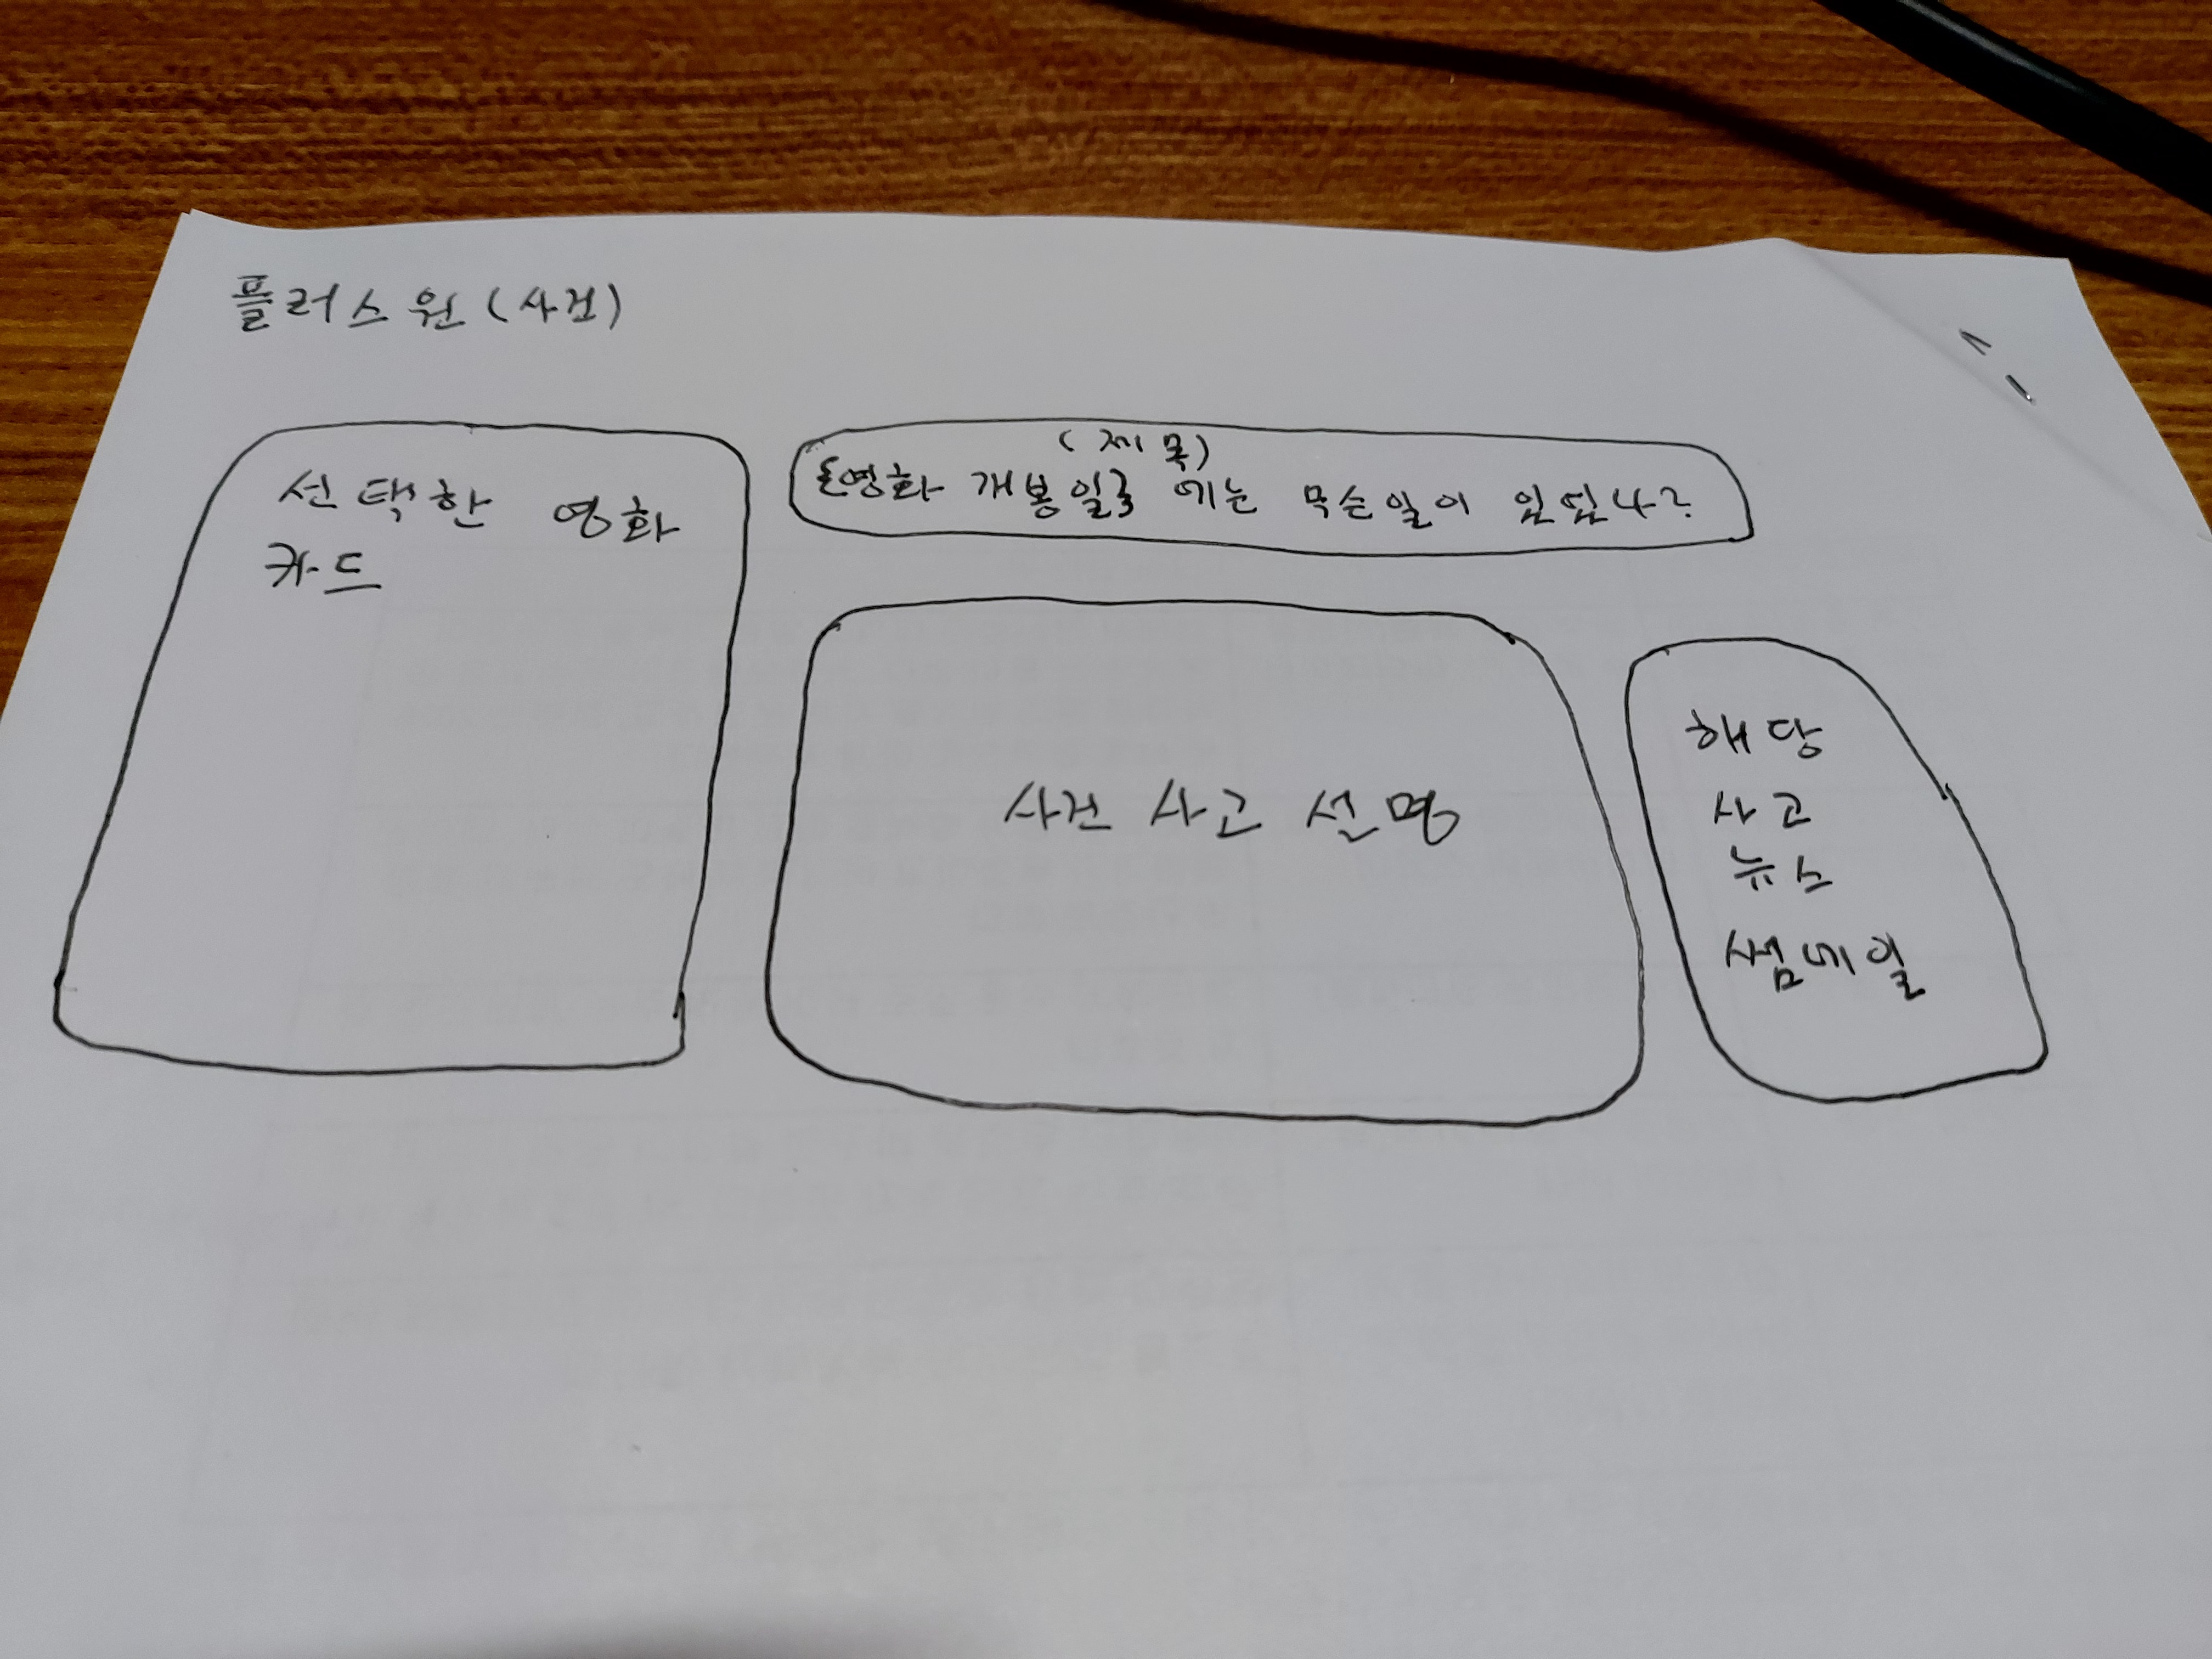 플러스원(사건)
선택한 영화
카드
(제목)
{영화 개봉일} 에는 무슨일이 있었나?
사건 사고 설명
해당
사고
뉴스
썸네일